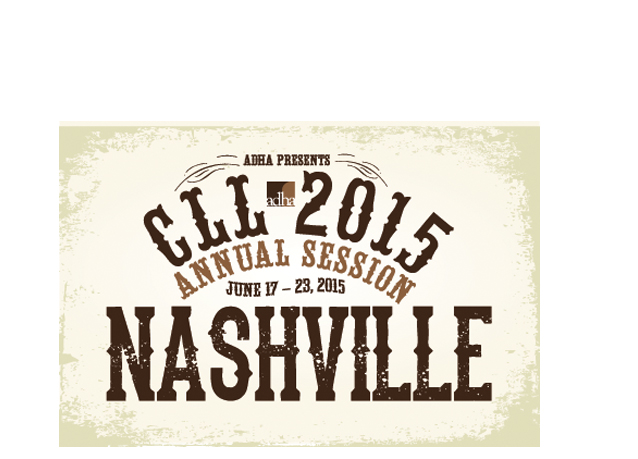 ADHA PRESENTS
CLL adha 2015
ANNUAL SESSION
JUNE 17 – 23, 2015
NASHVILLE